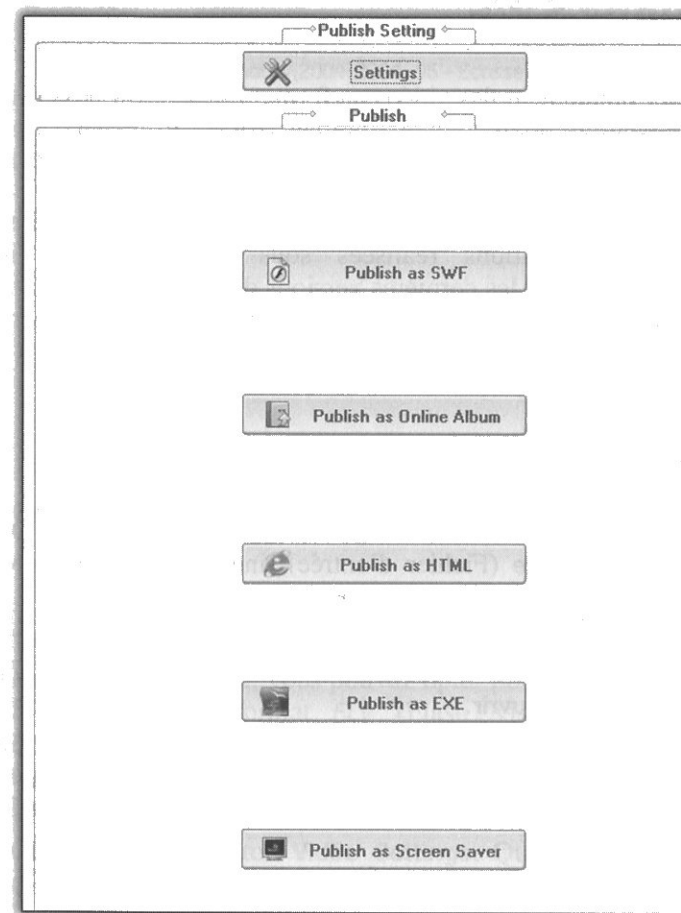 Publish Setting
Settings
Publish
Publish as SWF
Publish as Online Album
Publish as HTML
Publish as EXE
Publish as Screen Saver